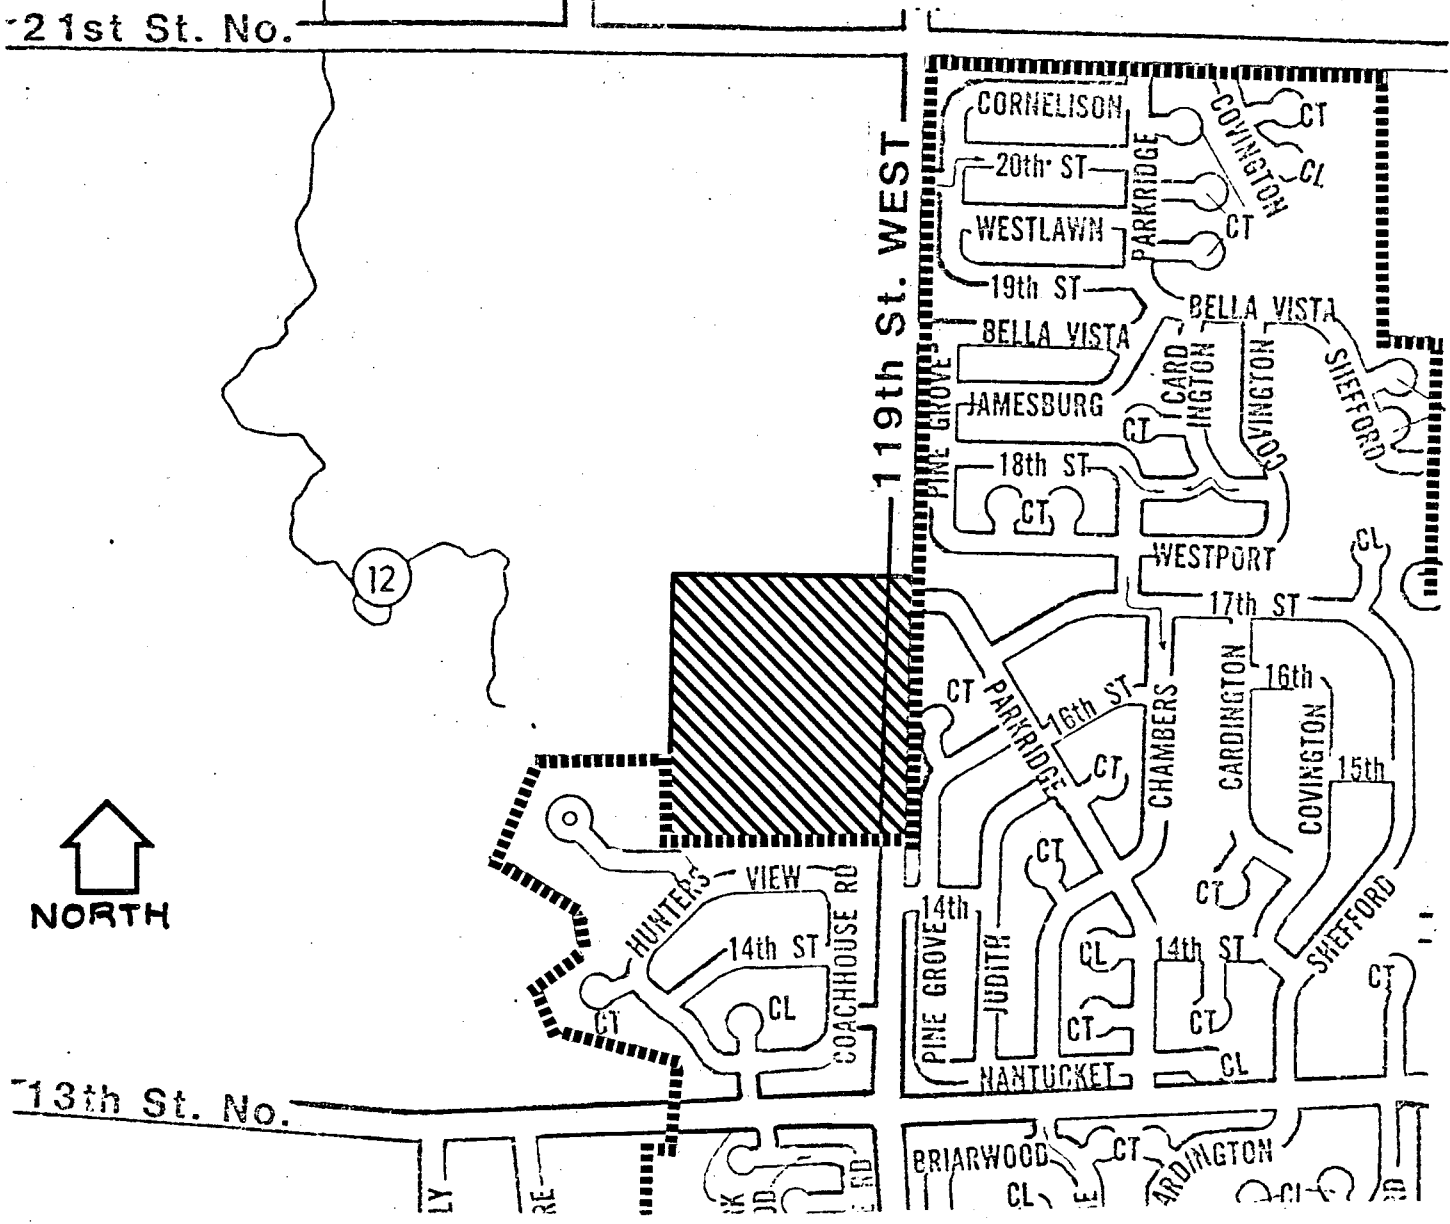 21st St. No.
CORNELISON
COVINGTON
CT
CL
20th ST
PARKRIDGE
WESTLAWN
CT
119th St. WEST
19th ST
BELLA VISTA
BELLA VISTA
PINE GROVE
CARD
INGTON
COVINGTON
SHEFFORD
JAMESBURG
CT
18th ST
CT
WESTPORT
CL
12
17th ST
CT
PARKRIDGE
16th ST
CHAMBERS
CARDINGTON
16th
COVINGTON
15th
CT
NORTH
HUNTERS
VIEW
COACHHOUSE RD
CT
CT
SHEFFORD
14th
PINE GROVE
JUDITH
14th ST
CL
14th ST
CT
CT
CL
CT
CT
NANTUCKET
CL
13th St. No.
BRIARWOOD
CT
ARDINGTON
LY
RE
RD
CL
CL